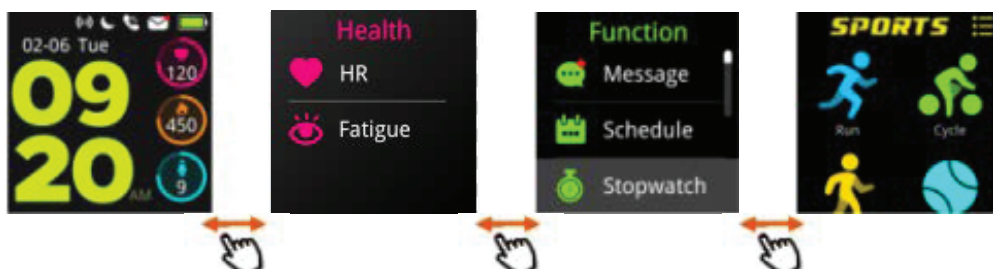 02-06 Tue
09
20
AM
120
450
9
Health
HR
Fatigue
Function
Message
Schedule
Stopwatch
SPORTS
Run
Cycle